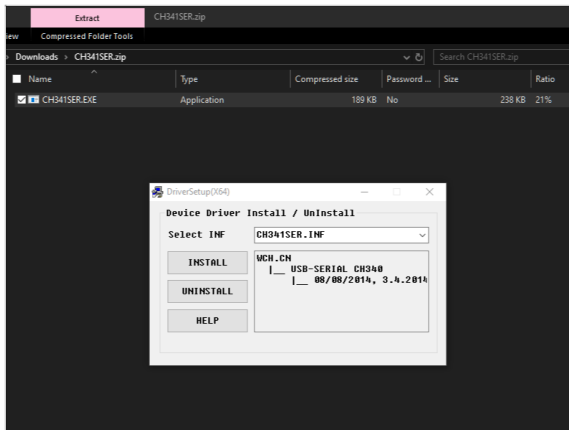 Extract
CH341SER.zip
iew
Compressed Folder Tools
Downloads > CH341SER.zip
Search CH341SER.zip
Name
Type
Compressed size
Password ...
Size
Ratio
CH341SER.EXE
Application
189 KB
No
238 KB
21%
DriverSetup(X64)
Device Driver Install / UnInstall
Select INF
CH341SER.INF
INSTALL
UNINSTALL
HELP
WCH.CN
|__ USB-SERIAL CH340
|__ 08/08/2014, 3.4.2014